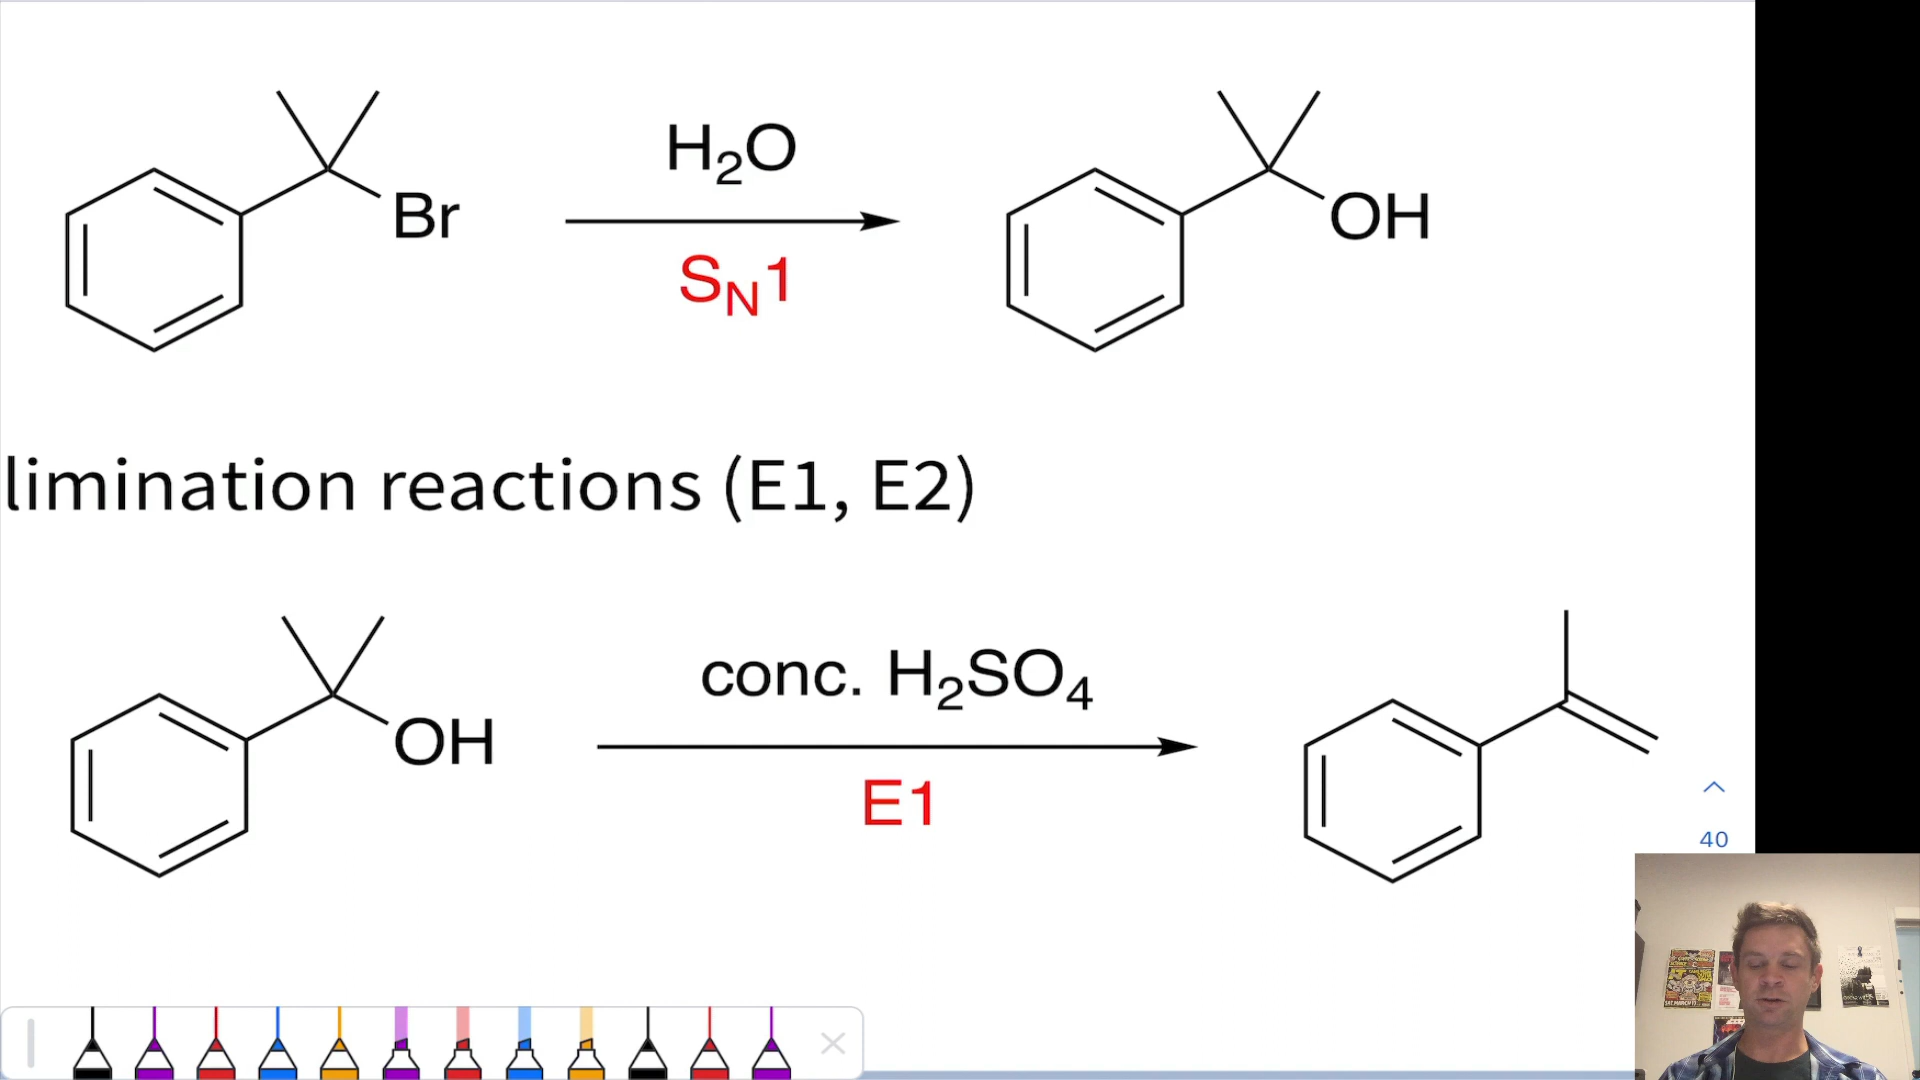 H2O
Br
SN1
OH
limination reactions (E1, E2)
conc. H2SO4
OH
E1
40